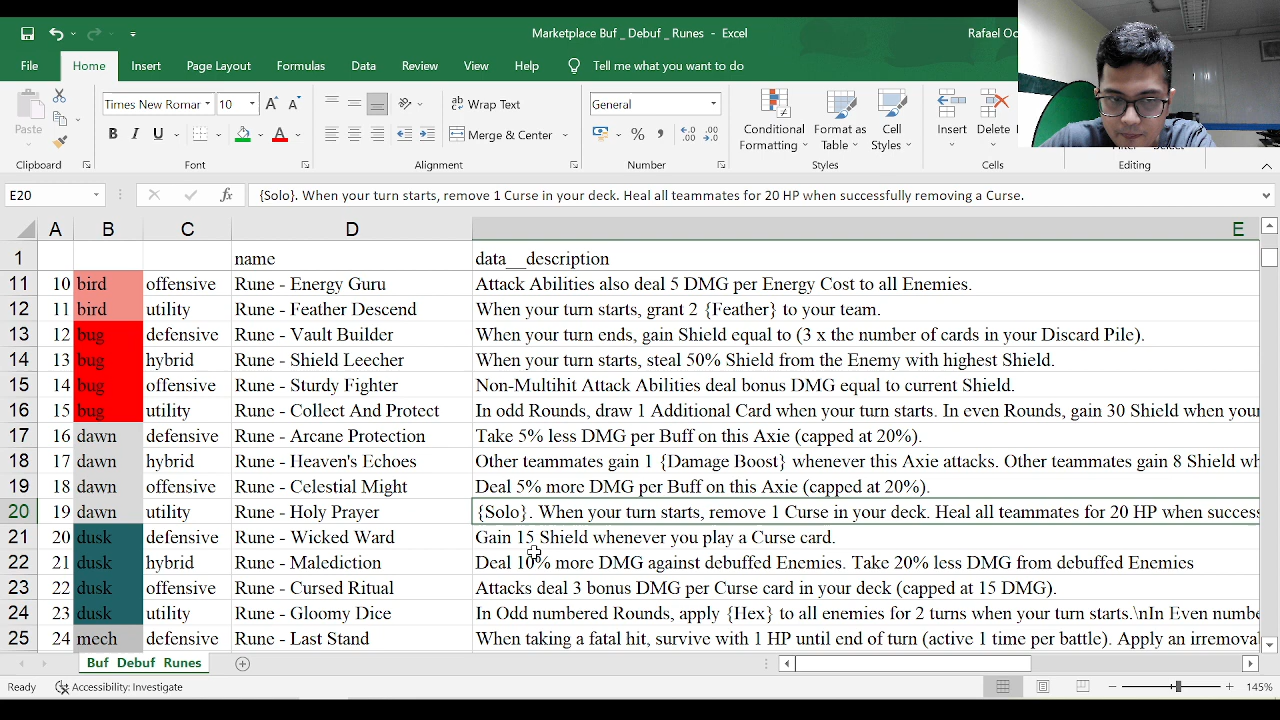 Marketplace Buf _ Debuf _ Runes - Excel
Rafael Oc
File Home Insert Page Layout Formulas Data Review View Help Tell me what you want to do
Times New Romar 10
Wrap Text
General
Paste
B I U
Merge & Center
Conditional Formatting
Format as Table
Cell Styles
Insert
Delete
Clipboard Font Alignment Number Styles Cells Editing
E20
fx
{Solo}. When your turn starts, remove 1 Curse in your deck. Heal all teammates for 20 HP when successfully removing a Curse.
A B C D E
1 name data__description
11 10 bird offensive Rune - Energy Guru Attack Abilities also deal 5 DMG per Energy Cost to all Enemies.
12 11 bird utility Rune - Feather Descend When your turn starts, grant 2 {Feather} to your team.
13 12 bug defensive Rune - Vault Builder When your turn ends, gain Shield equal to (3 x the number of cards in your Discard Pile).
14 13 bug hybrid Rune - Shield Leecher When your turn starts, steal 50% Shield from the Enemy with highest Shield.
15 14 bug offensive Rune - Sturdy Fighter Non-Multihit Attack Abilities deal bonus DMG equal to current Shield.
16 15 bug utility Rune - Collect And Protect In odd Rounds, draw 1 Additional Card when your turn starts. In even Rounds, gain 30 Shield when your
17 16 dawn defensive Rune - Arcane Protection Take 5% less DMG per Buff on this Axie (capped at 20%).
18 17 dawn hybrid Rune - Heaven's Echoes Other teammates gain 1 {Damage Boost} whenever this Axie attacks. Other teammates gain 8 Shield wh
19 18 dawn offensive Rune - Celestial Might Deal 5% more DMG per Buff on this Axie (capped at 20%).
20 19 dawn utility Rune - Holy Prayer {Solo}. When your turn starts, remove 1 Curse in your deck. Heal all teammates for 20 HP when success
21 20 dusk defensive Rune - Wicked Ward Gain 15 Shield whenever you play a Curse card.
22 21 dusk hybrid Rune - Malediction Deal 10% more DMG against debuffed Enemies. Take 20% less DMG from debuffed Enemies
23 22 dusk offensive Rune - Cursed Ritual Attacks deal 3 bonus DMG per Curse card in your deck (capped at 15 DMG).
24 23 dusk utility Rune - Gloomy Dice In Odd numbered Rounds, apply {Hex} to all enemies for 2 turns when your turn starts.\nIn Even numbe
25 24 mech defensive Rune - Last Stand When taking a fatal hit, survive with 1 HP until end of turn (active 1 time per battle). Apply an irremova
Buf_Debuf_Runes
Ready Accessibility: Investigate 145%